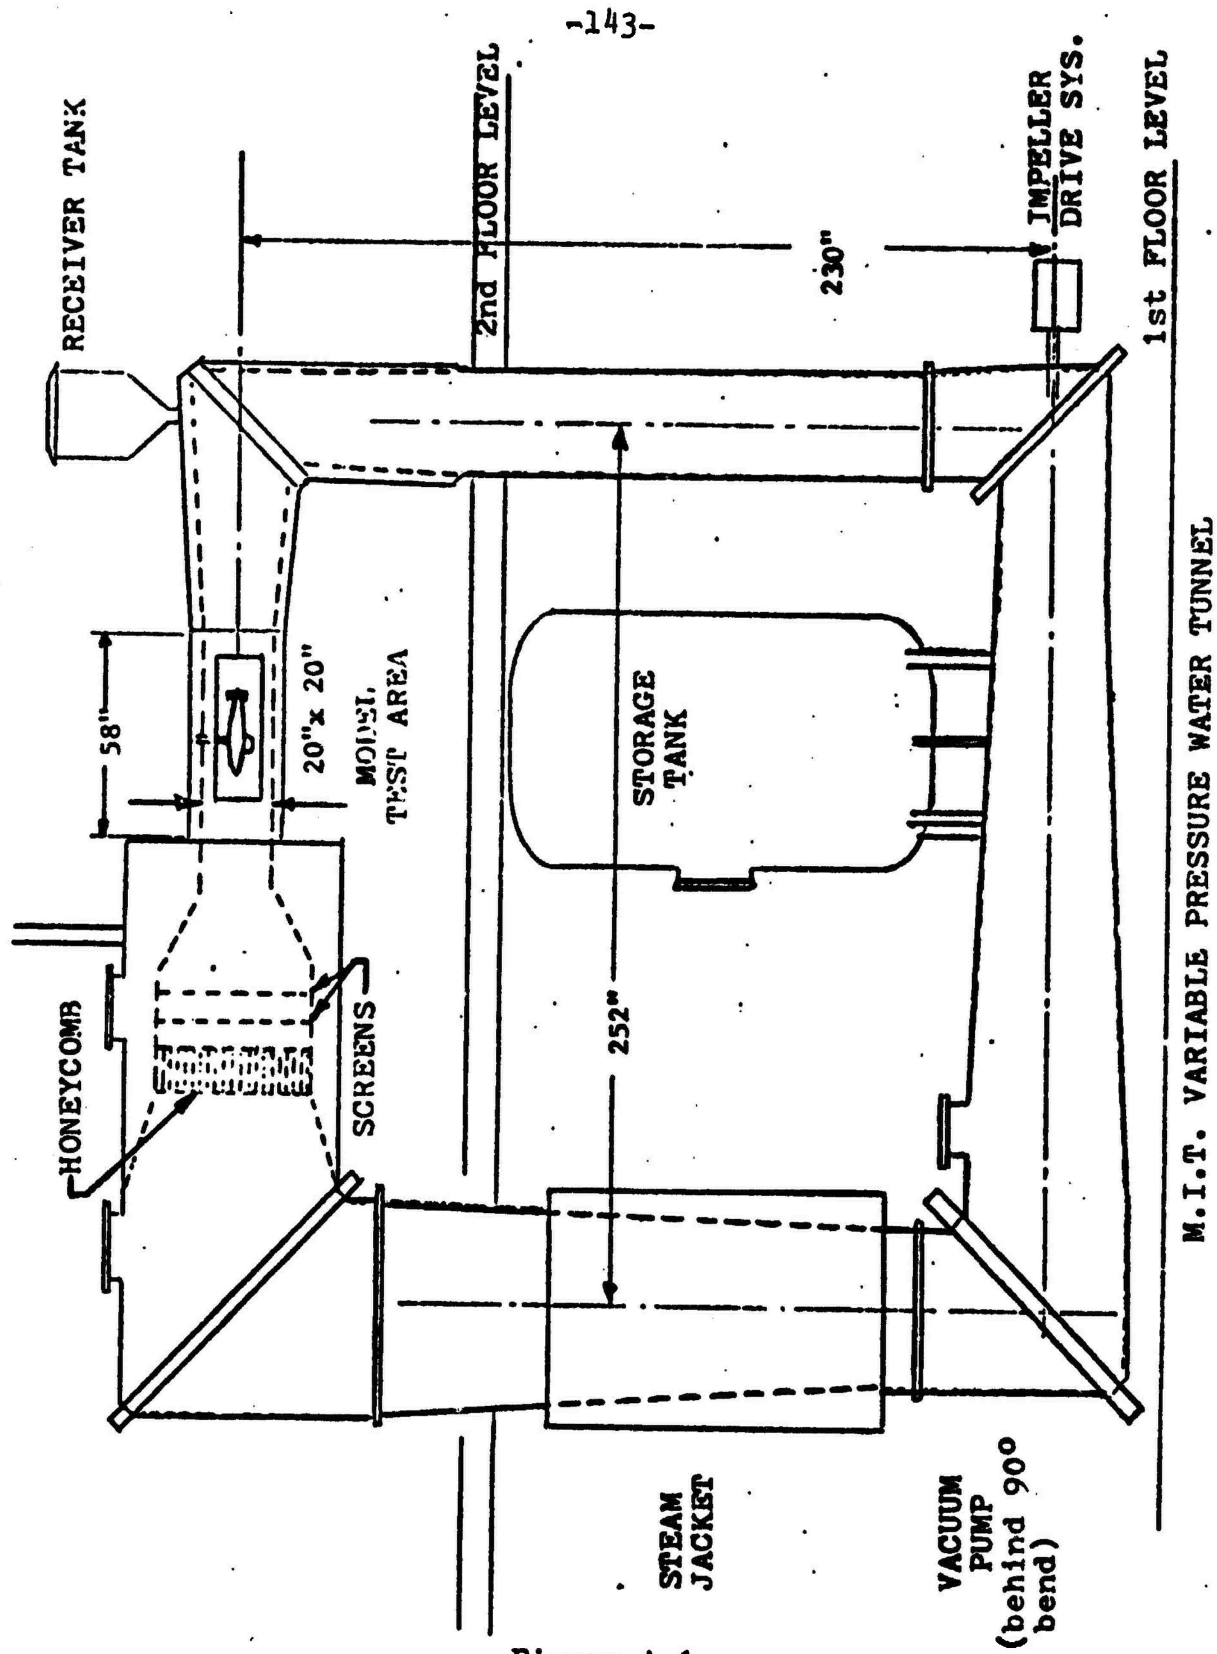 -143-
RECEIVER TANK
HONEYCOMB
58"
20"x 20"
MODEL
TEST AREA
SCREENS
2nd FLOOR LEVEL
230"
252"
STORAGE
TANK
STEAM
JACKET
VACUUM
PUMP
(behind 90°
bend)
IMPELLER
DRIVE SYS.
1st FLOOR LEVEL
M.I.T. VARIABLE PRESSURE WATER TUNNEL